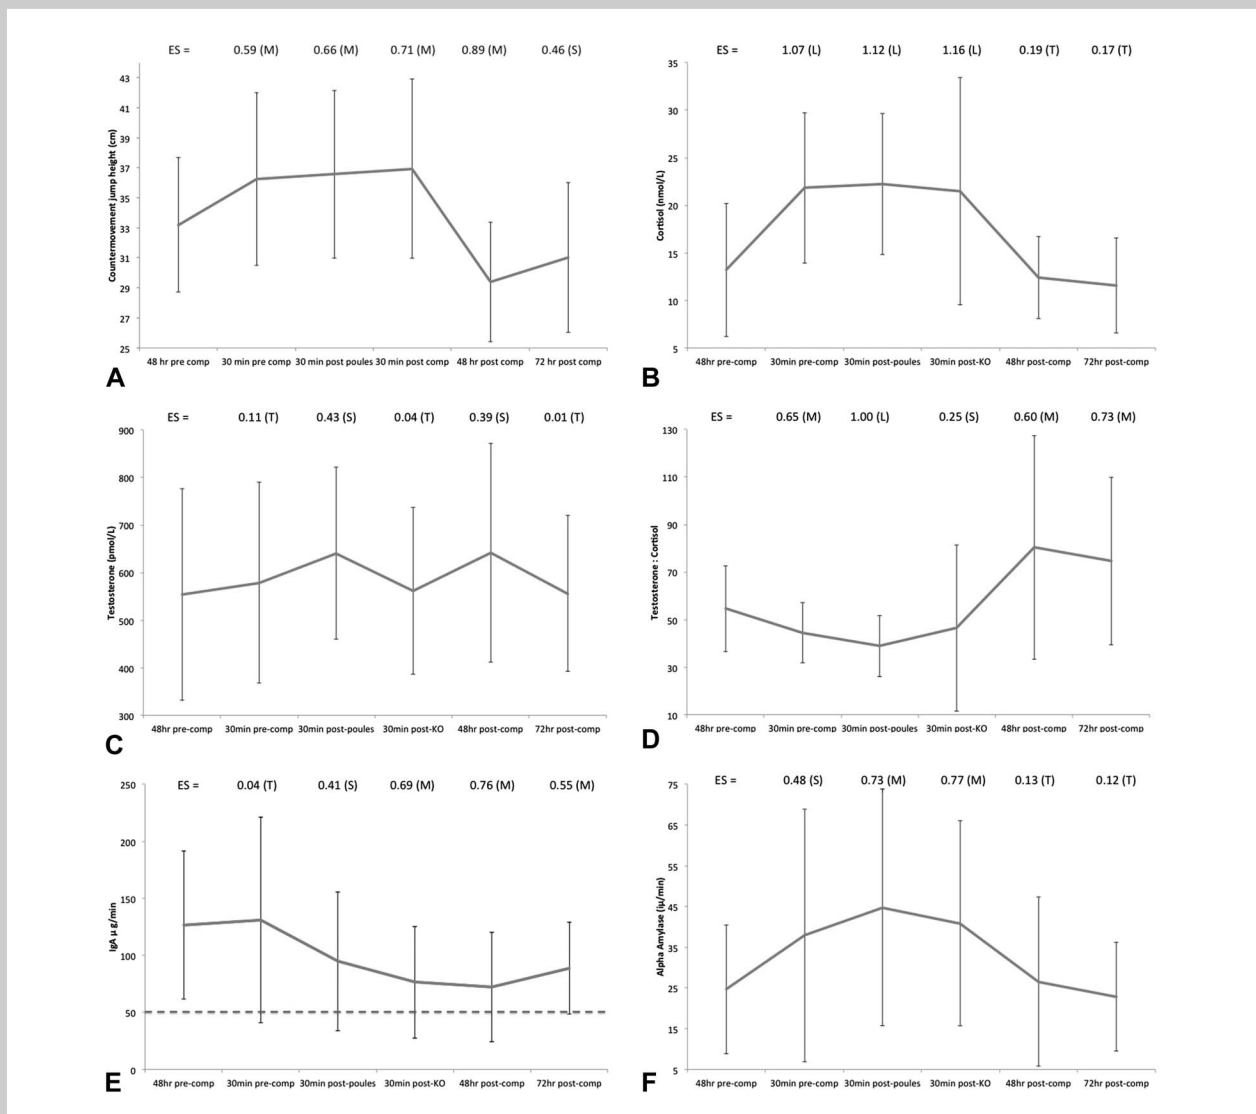 ES = 0.59 (M) 0.66 (M) 0.71 (M) 0.89 (M) 0.46 (S)
Countermovement jump height (cm)
43
41
39
37
35
33
31
29
27
25
48 hr pre comp 30 min pre comp 30 min post poules 30 min post comp 48 hr post comp 72 hr post comp
A
ES = 1.07 (L) 1.12 (L) 1.16 (L) 0.19 (T) 0.17 (T)
Cortisol (nmol/L)
35
30
25
20
15
10
5
48hr pre-comp 30min pre-comp 30min post-poules 30min post-KO 48hr post-comp 72hr post-comp
B
ES = 0.11 (T) 0.43 (S) 0.04 (T) 0.39 (S) 0.01 (T)
Testosterone (pmol/L)
900
800
700
600
500
400
300
48hr pre-comp 30min pre-comp 30min post-poules 30min post-KO 48hr post-comp 72hr post-comp
C
ES = 0.65 (M) 1.00 (L) 0.25 (S) 0.60 (M) 0.73 (M)
Testosterone : Cortisol
130
110
90
70
50
30
10
48hr pre-comp 30min pre-comp 30min post-poules 30min post-KO 48hr post-comp 72hr post-comp
D
ES = 0.04 (T) 0.41 (S) 0.69 (M) 0.76 (M) 0.55 (M)
IgA µ g/min
250
200
150
100
50
0
48hr pre-comp 30min pre-comp 30min post-poules 30min post-KO 48hr post-comp 72hr post-comp
E
ES = 0.48 (S) 0.73 (M) 0.77 (M) 0.13 (T) 0.12 (T)
Alpha Amylase (iµ/min)
75
65
55
45
35
25
15
5
48hr pre-comp 30min pre-comp 30min post-poules 30min post-KO 48hr post-comp 72hr post-comp
F